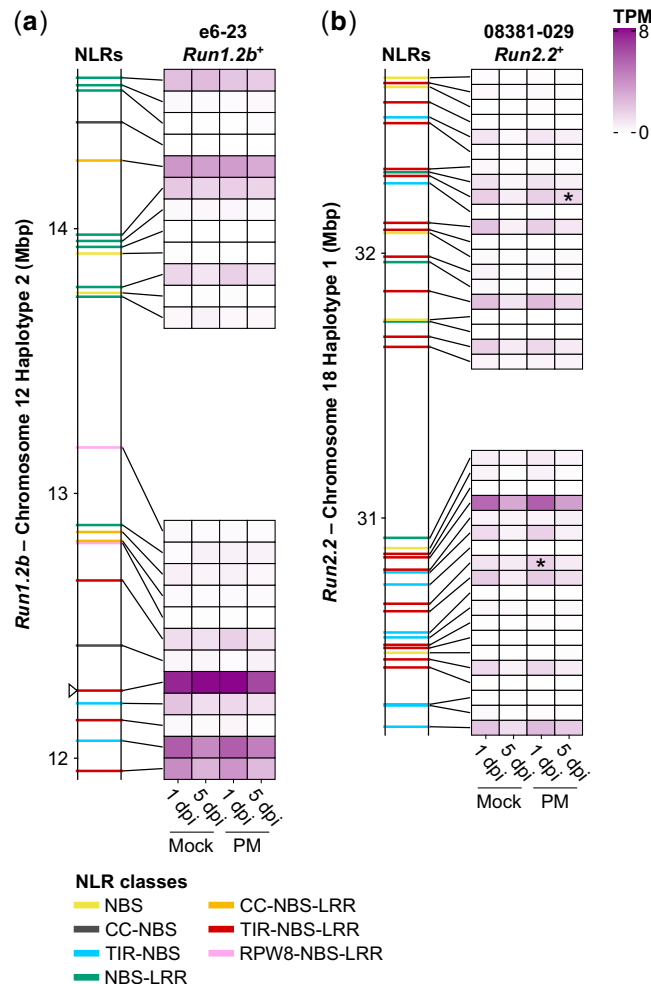 (a)
e6-23
Run1.2b+
NLRs
Run1.2b – Chromosome 12 Haplotype 2 (Mbp)
14
13
12
1 dpi
5 dpi
1 dpi
5 dpi
Mock
PM
(b)
08381-029
Run2.2+
NLRs
Run2.2 – Chromosome 18 Haplotype 1 (Mbp)
32
31
*
*
1 dpi
5 dpi
1 dpi
5 dpi
Mock
PM
TPM
8
0
NLR classes
NBS
CC-NBS
TIR-NBS
NBS-LRR
CC-NBS-LRR
TIR-NBS-LRR
RPW8-NBS-LRR